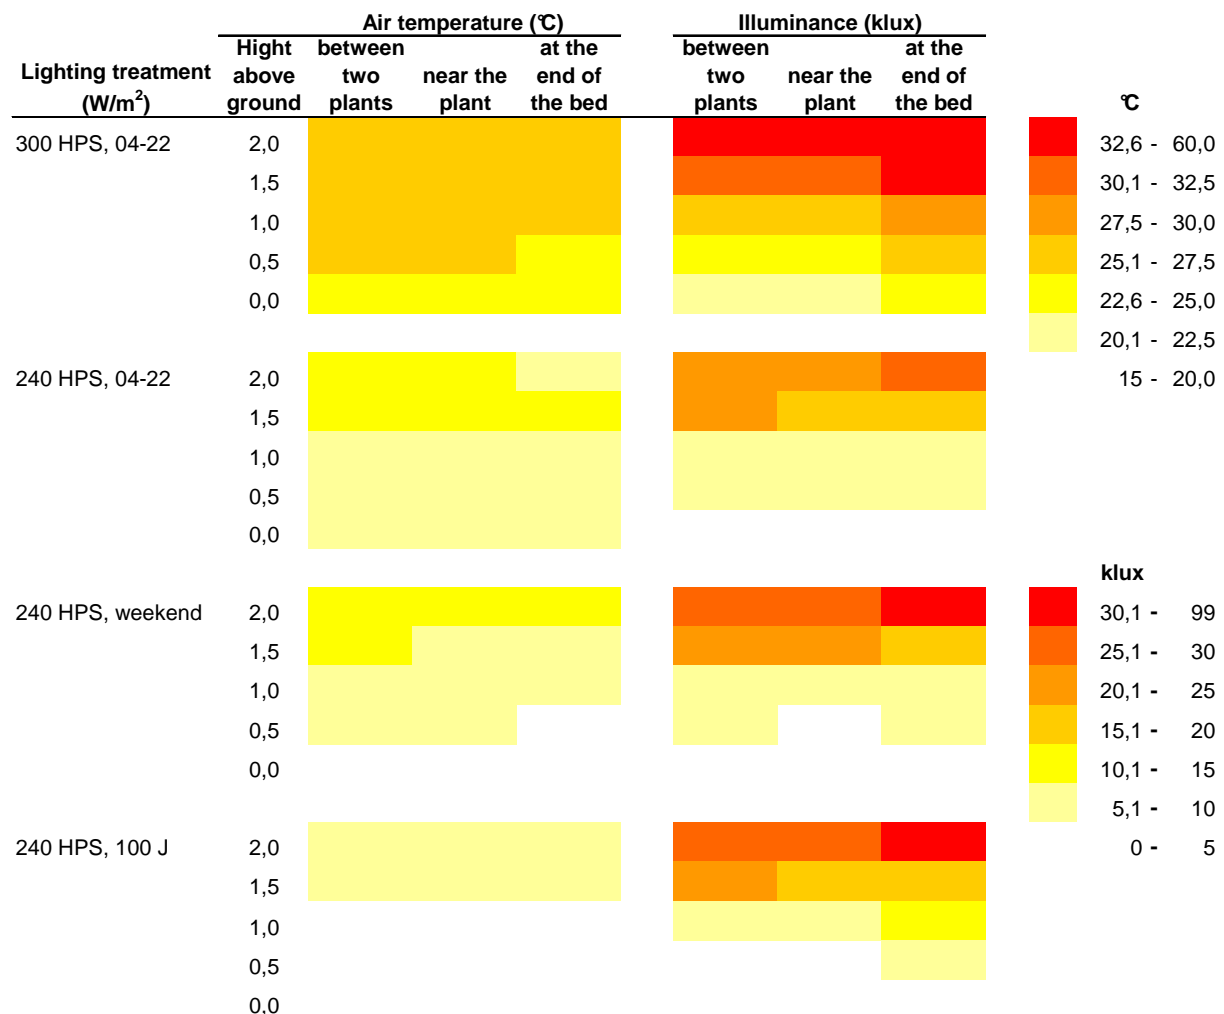 Air temperature (°C) Illuminance (klux)
Hight between at the between at the
Lighting treatment above two near the end of two near the end of
(W/m²) ground plants plant the bed plants plant the bed °C
300 HPS, 04-22 2,0 32,6 - 60,0
1,5 30,1 - 32,5
1,0 27,5 - 30,0
0,5 25,1 - 27,5
0,0 22,6 - 25,0
20,1 - 22,5
240 HPS, 04-22 2,0 15 - 20,0
1,5
1,0
0,5
0,0
klux
240 HPS, weekend 2,0 30,1 - 99
1,5 25,1 - 30
1,0 20,1 - 25
0,5 15,1 - 20
0,0 10,1 - 15
5,1 - 10
240 HPS, 100 J 2,0 0 - 5
1,5
1,0
0,5
0,0